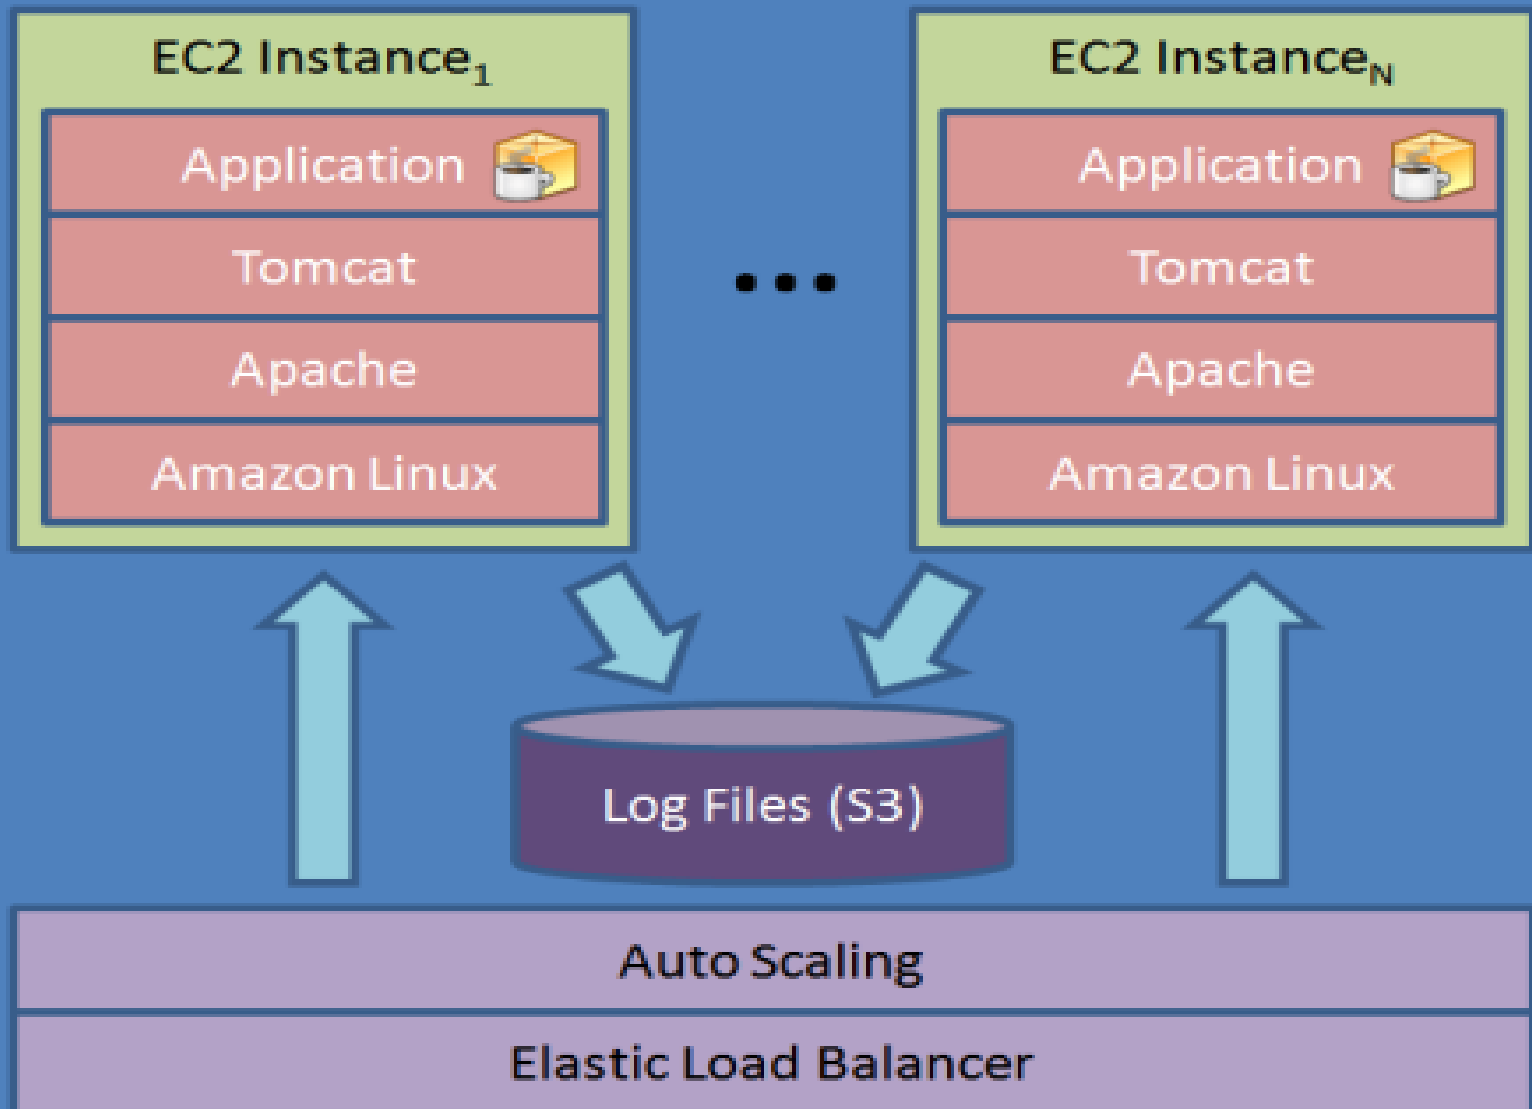 EC2 Instance1
Application
Tomcat
Apache
Amazon Linux
...
EC2 InstanceN
Application
Tomcat
Apache
Amazon Linux
Log Files (S3)
Auto Scaling
Elastic Load Balancer